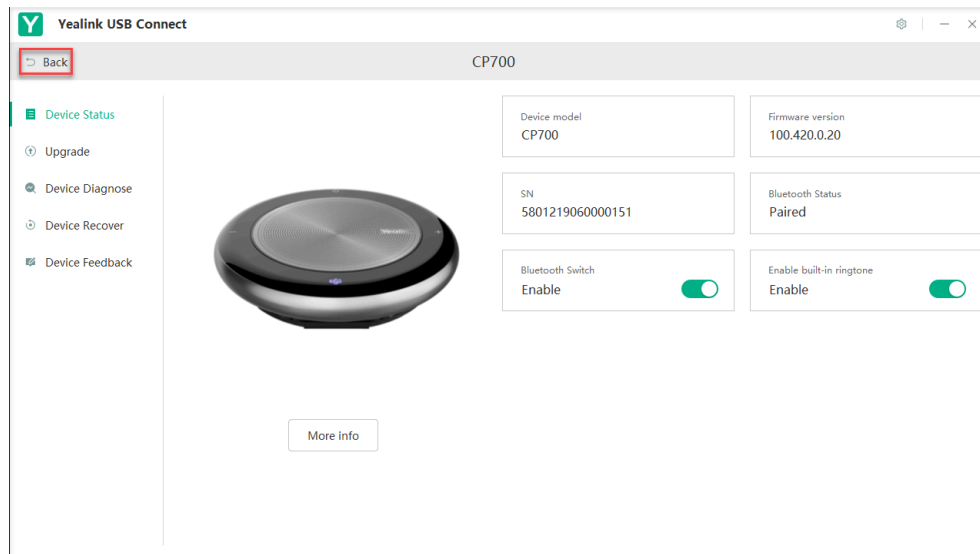 Yealink USB Connect
Back
CP700
Device Status
Upgrade
Device Diagnose
Device Recover
Device Feedback
Yealink
More info
Device model
CP700
Firmware version
100.420.0.20
SN
5801219060000151
Bluetooth Status
Paired
Bluetooth Switch
Enable
Enable built-in ringtone
Enable